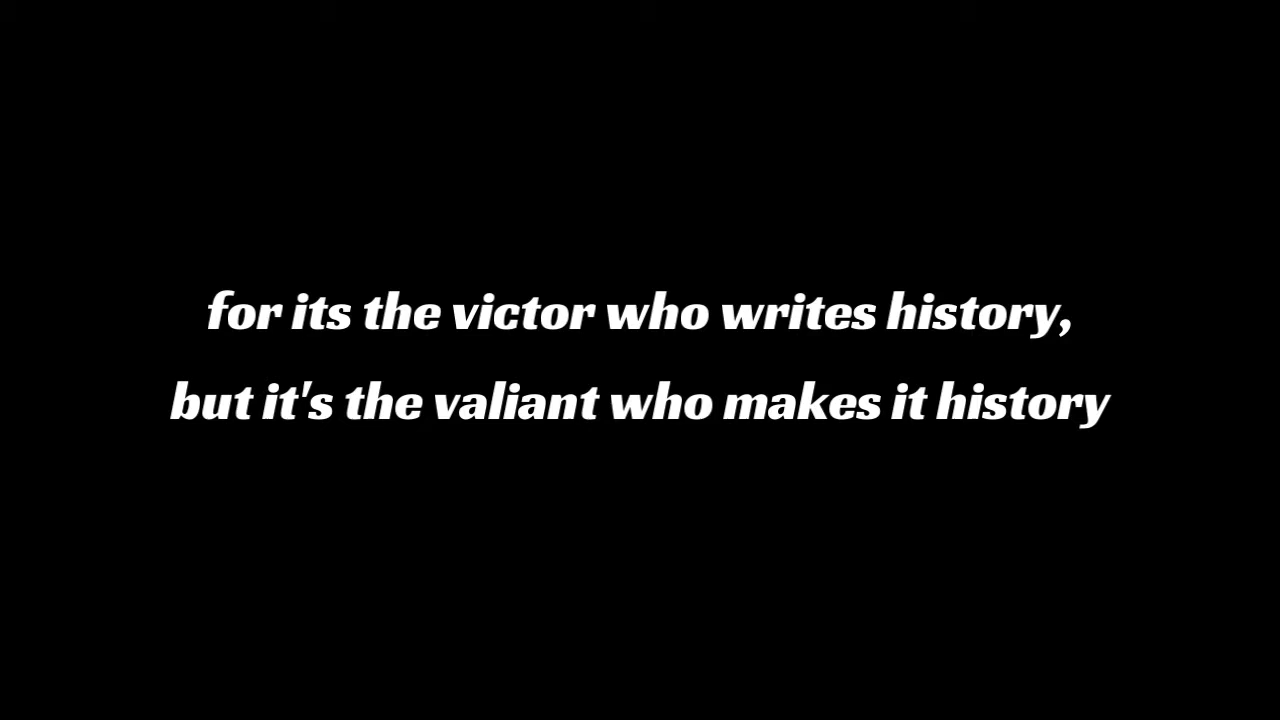 for its the victor who writes history,
but it's the valiant who makes it history